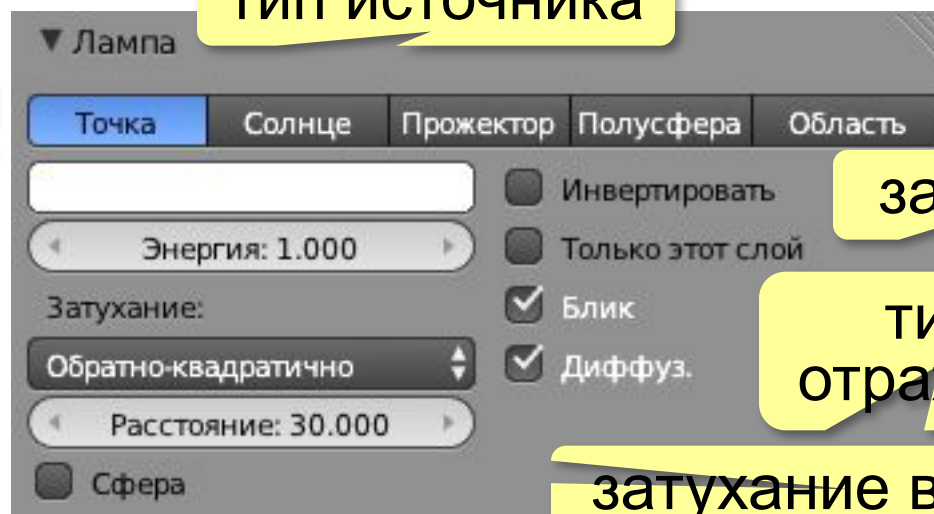 тип источника
Лампа
Точка Солнце Прожектор Полусфера Область
Инвертировать
Энергия: 1.000
Только этот слой
Затухание:
Блик
Обратно-квадратично
Диффуз.
Расстояние: 30.000
Сфера
затухание